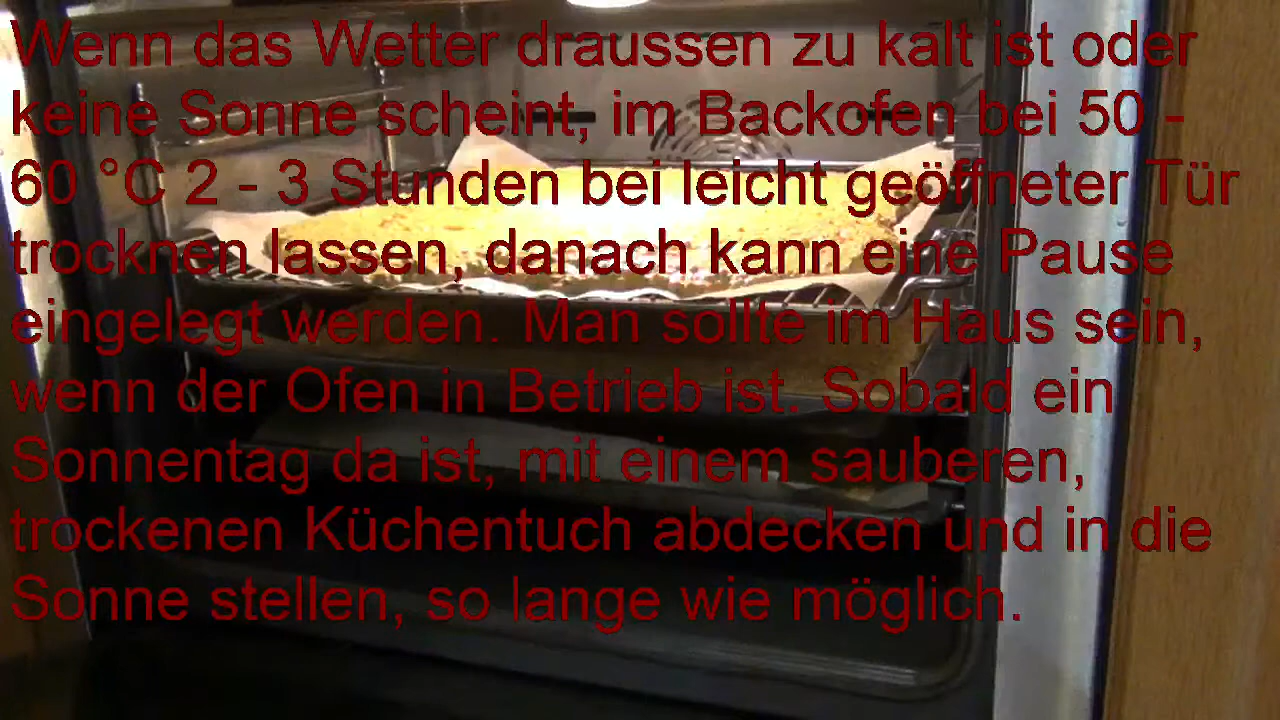 Wenn das Wetter draussen zu kalt ist oder
keine Sonne scheint, im Backofen bei 50 -
60 °C 2 - 3 Stunden bei leicht geöffneter Tür
trocknen lassen, danach kann eine Pause
eingelegt werden. Man sollte im Haus sein,
wenn der Ofen in Betrieb ist. Sobald ein
Sonnentag da ist, mit einem sauberen,
trockenen Küchentuch abdecken und in die
Sonne stellen, so lange wie möglich.